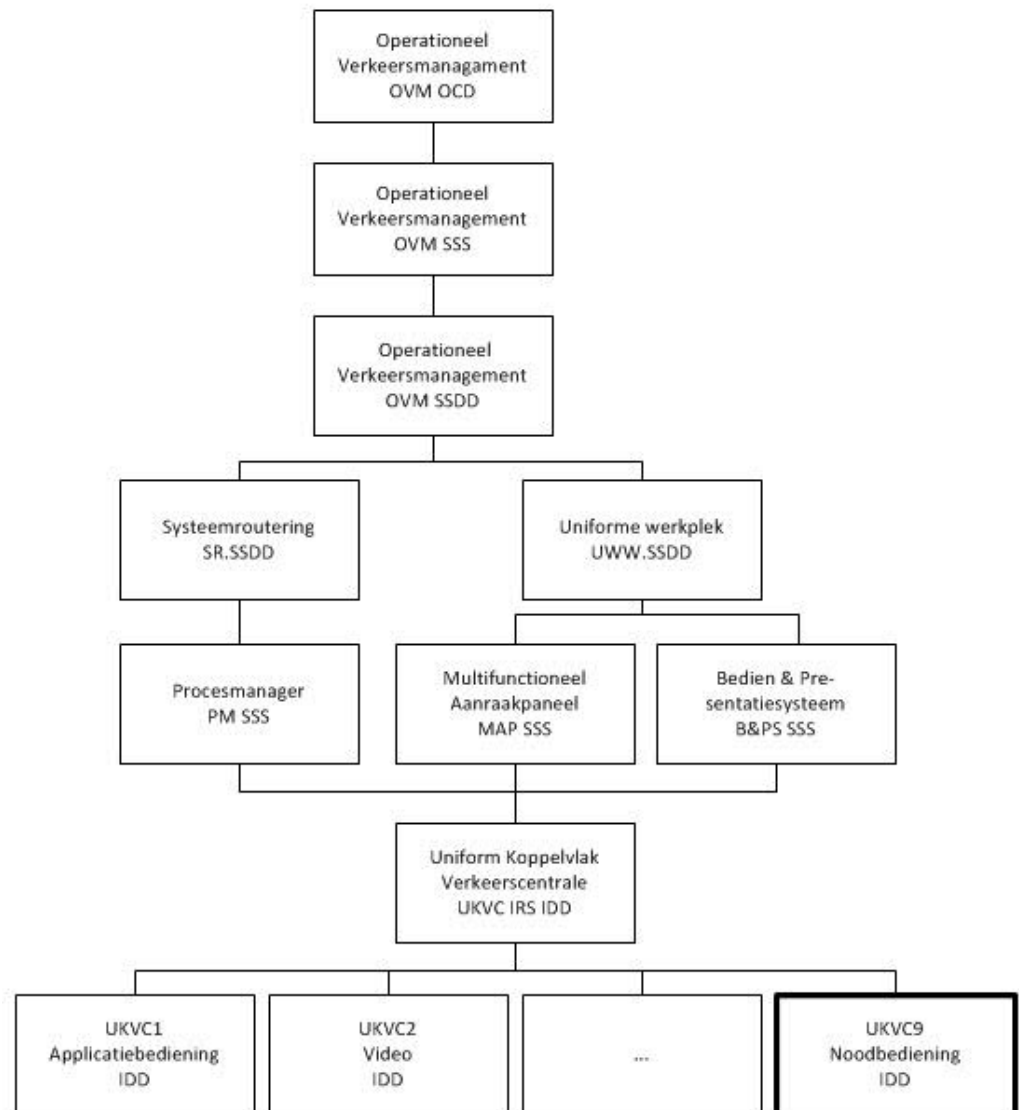 Operationeel
Verkeersmanagament
OVM OCD
Operationeel
Verkeersmanagement
OVM SSS
Operationeel
Verkeersmanagement
OVM SSDD
Systeemroutering
SR.SSDD
Uniforme werkplek
UWW.SSDD
Procesmanager
PM SSS
Multifunctioneel
Aanraakpaneel
MAP SSS
Bedien & Pre-
sentatiesysteem
B&PS SSS
Uniform Koppelvlak
Verkeerscentrale
UKVC IRS IDD
UKVC1
Applicatiebediening
IDD
UKVC2
Video
IDD
...
UKVC9
Noodbediening
IDD